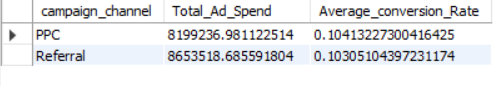 campaign_channel Total_Ad_Spend Average_conversion_Rate
PPC 8199236.981122514 0.10413227300416425
Referral 8653518.685591804 0.10305104397231174